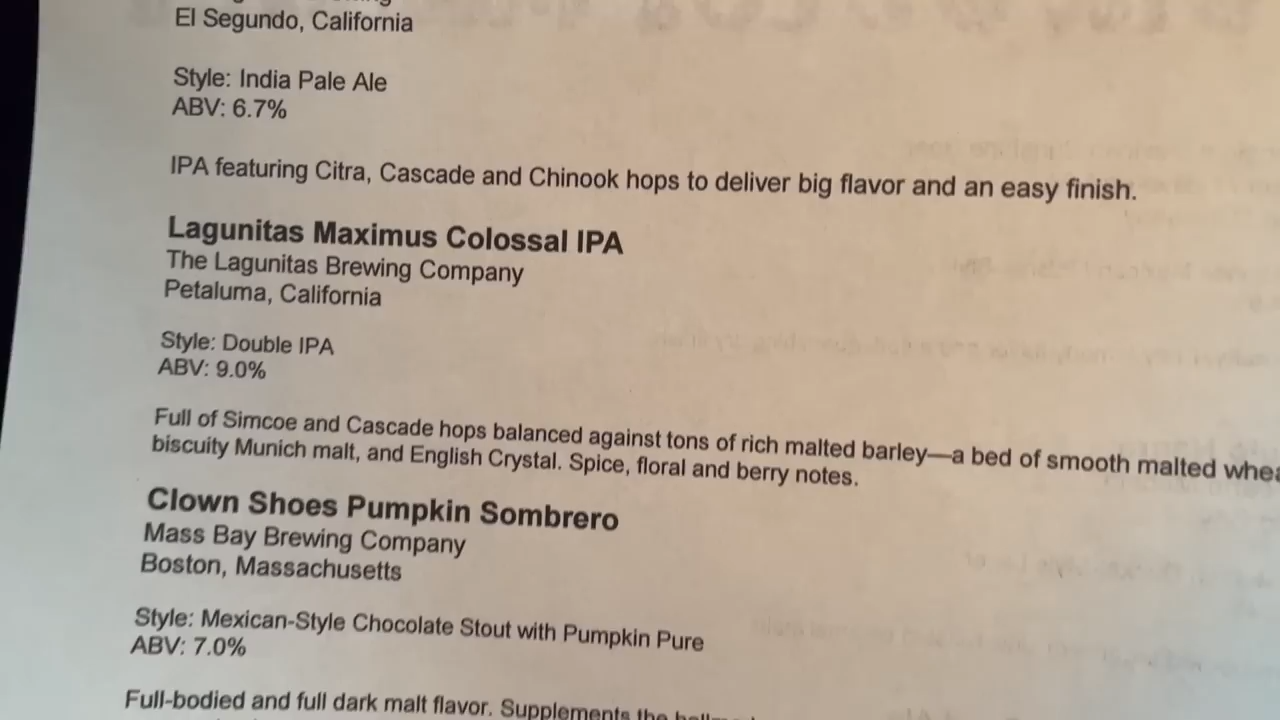 El Segundo, California
Style: India Pale Ale
ABV: 6.7%
IPA featuring Citra, Cascade and Chinook hops to deliver big flavor and an easy finish.
Lagunitas Maximus Colossal IPA
The Lagunitas Brewing Company
Petaluma, California
Style: Double IPA
ABV: 9.0%
Full of Simcoe and Cascade hops balanced against tons of rich malted barley—a bed of smooth malted
biscuity Munich malt, and English Crystal. Spice, floral and berry notes.
Clown Shoes Pumpkin Sombrero
Mass Bay Brewing Company
Boston, Massachusetts
Style: Mexican-Style Chocolate Stout with Pumpkin Pure
ABV: 7.0%
Full-bodied and full dark malt flavor. Supplements the